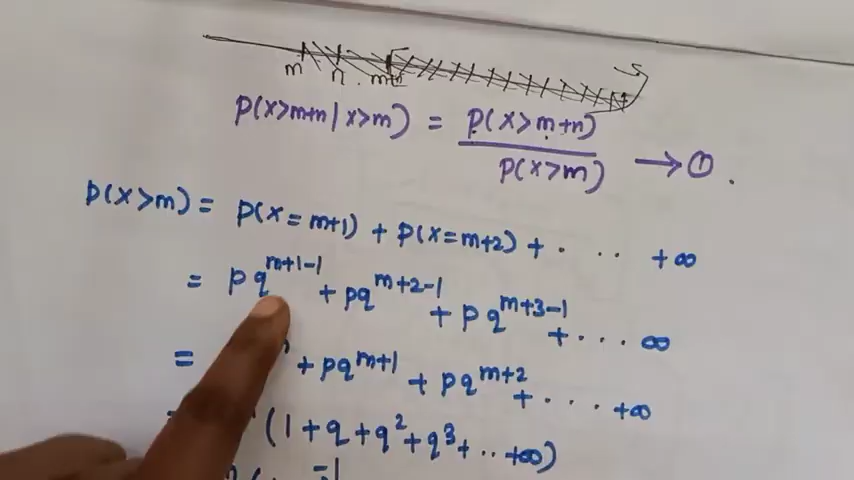 m n m+n
P(X>m+n | X>m) = P(X>m+n) / P(X>m) → ①.
P(X>m) = P(X=m+1) + P(X=m+2) + . . . . +∞
= pq^{m+1-1} + pq^{m+2-1} + pq^{m+3-1} + . . . . ∞
= + pq^{m+1} + pq^{m+2} + . . . . +∞
(1+q+q²+q³+ . . +∞)